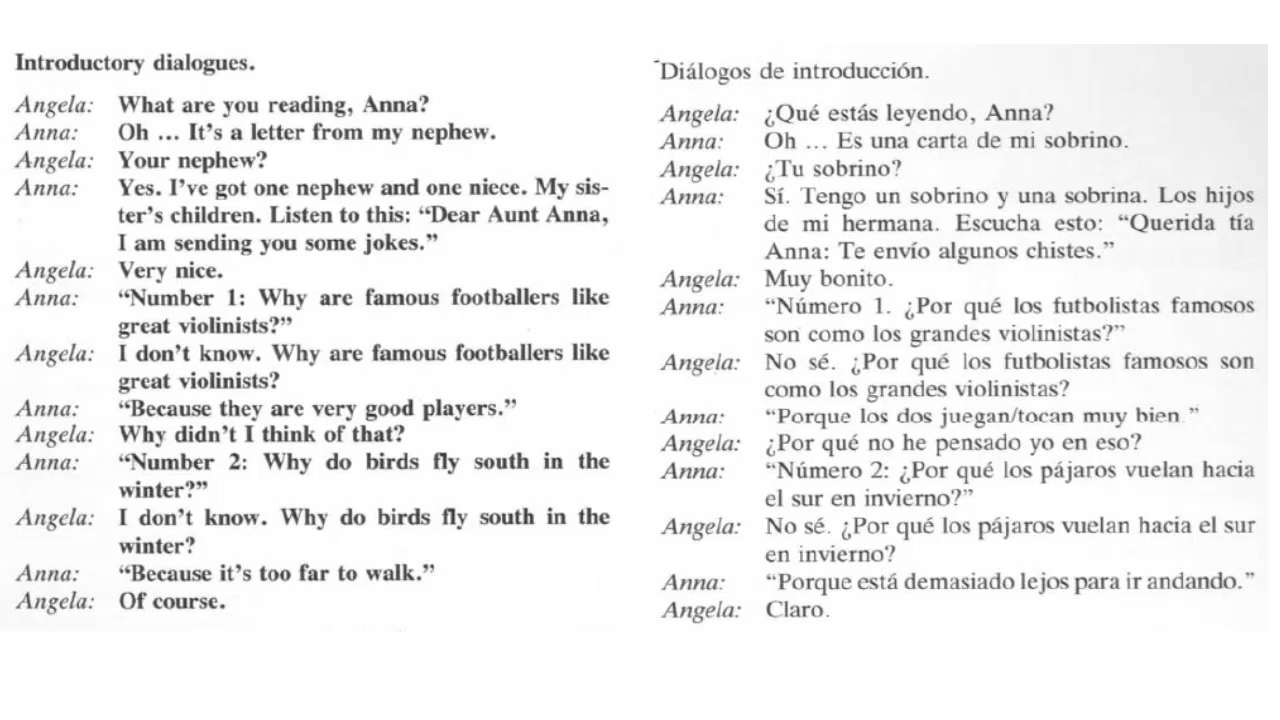 Introductory dialogues.
Angela: What are you reading, Anna?
Anna: Oh ... It's a letter from my nephew.
Angela: Your nephew?
Anna: Yes. I've got one nephew and one niece. My sis-
ter's children. Listen to this: “Dear Aunt Anna,
I am sending you some jokes.”
Angela: Very nice.
Anna: “Number 1: Why are famous footballers like
great violinists?”
Angela: I don't know. Why are famous footballers like
great violinists?
Anna: “Because they are very good players.”
Angela: Why didn't I think of that?
Anna: “Number 2: Why do birds fly south in the
winter?”
Angela: I don't know. Why do birds fly south in the
winter?
Anna: “Because it's too far to walk.”
Angela: Of course.
Diálogos de introducción.
Angela: ¿Qué estás leyendo, Anna?
Anna: Oh ... Es una carta de mi sobrino.
Angela: ¿Tu sobrino?
Anna: Sí. Tengo un sobrino y una sobrina. Los hijos
de mi hermana. Escucha esto: “Querida tía
Anna: Te envío algunos chistes.”
Angela: Muy bonito.
Anna: “Número 1. ¿Por qué los futbolistas famosos
son como los grandes violinistas?”
Angela: No sé. ¿Por qué los futbolistas famosos son
como los grandes violinistas?
Anna: “Porque los dos juegan/tocan muy bien.”
Angela: ¿Por qué no he pensado yo en eso?
Anna: “Número 2: ¿Por qué los pájaros vuelan hacia
el sur en invierno?”
Angela: No sé. ¿Por qué los pájaros vuelan hacia el sur
en invierno?
Anna: “Porque está demasiado lejos para ir andando.”
Angela: Claro.